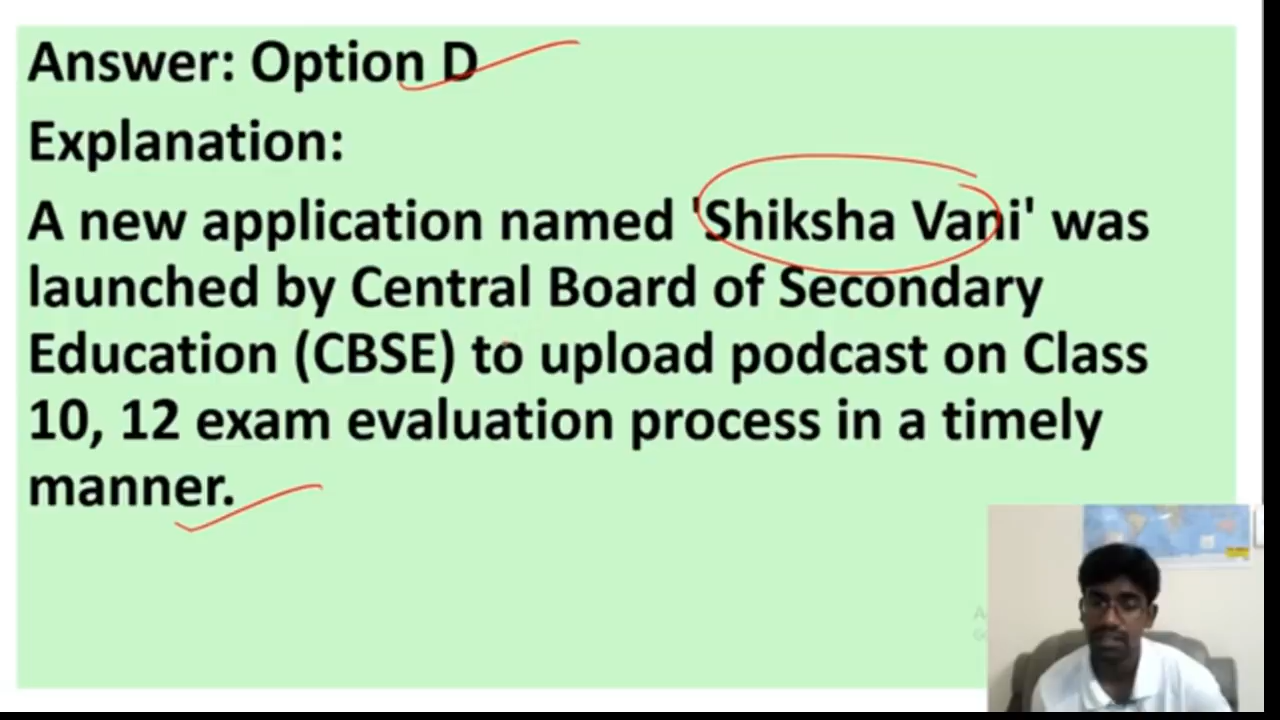 Answer: Option D
Explanation:
A new application named 'Shiksha Vani' was
launched by Central Board of Secondary
Education (CBSE) to upload podcast on Class
10, 12 exam evaluation process in a timely
manner.